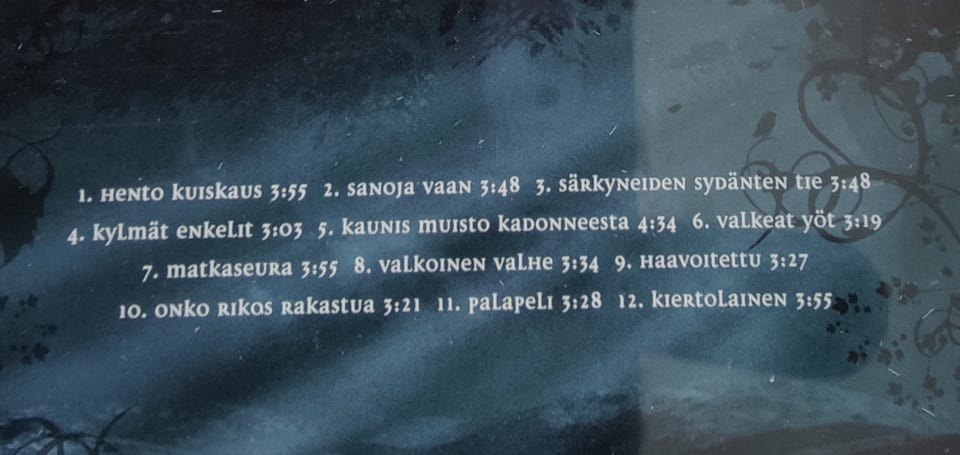 1. Hento kuiskaus 3:55 2. Sanoja vaan 3:48 3. Särkyneiden sydänten tie 3:48
4. Kylmät enkelit 3:03 5. Kaunis muisto kadonneesta 4:34 6. Valkeat yöt 3:19
7. Matkaseura 3:55 8. Valkoinen valhe 3:34 9. Haavoitettu 3:27
10. Onko rikos rakastua 3:21 11. Palapeli 3:28 12. Kiertolainen 3:55